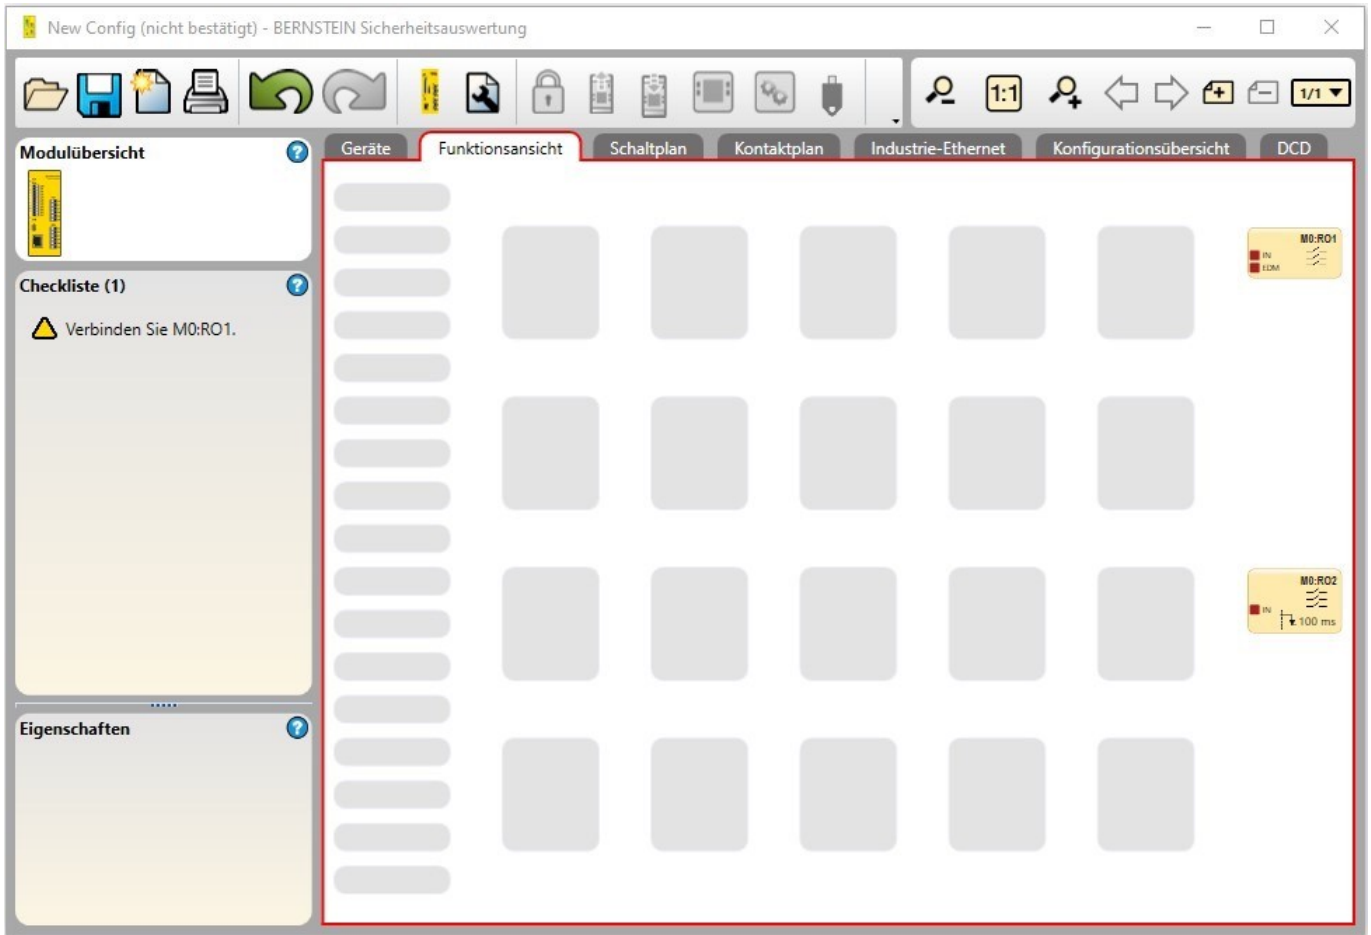 New Config (nicht bestätigt) - BERNSTEIN Sicherheitsauswertung
1:1
1/1
Modulübersicht
Geräte
Funktionsansicht
Schaltplan
Kontaktplan
Industrie-Ethernet
Konfigurationsübersicht
DCD
M0:RO1
IN
EDM
Checkliste (1)
Verbinden Sie M0:RO1.
M0:RO2
IN
100 ms
Eigenschaften